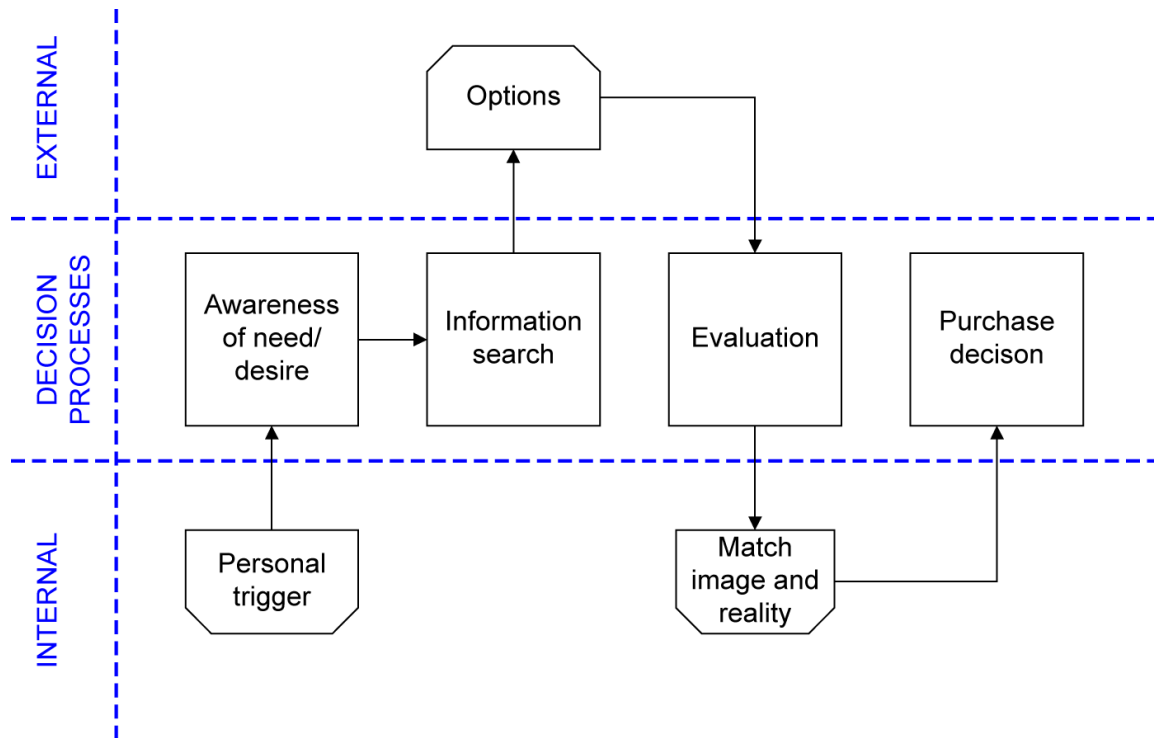 EXTERNAL
Options
DECISION
PROCESSES
Awareness
of need/
desire
Information
search
Evaluation
Purchase
decison
INTERNAL
Personal
trigger
Match
image and
reality